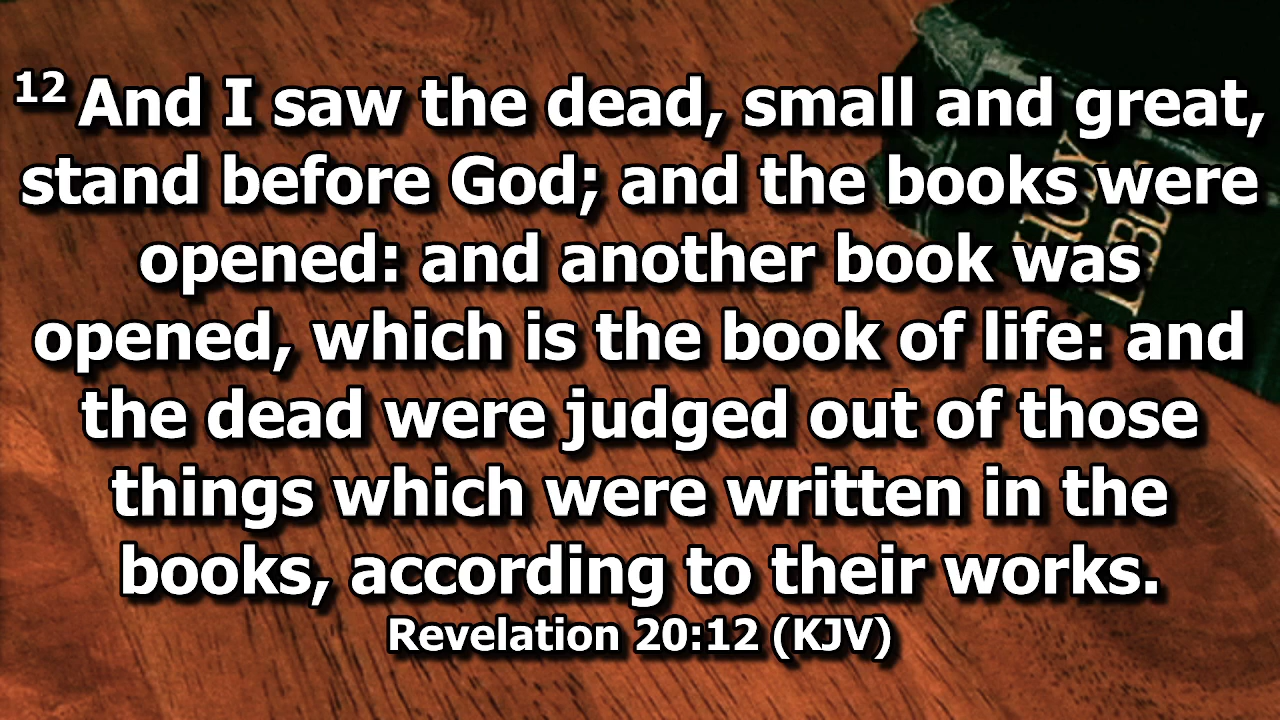 12 And I saw the dead, small and great,
stand before God; and the books were
opened: and another book was
opened, which is the book of life: and
the dead were judged out of those
things which were written in the
books, according to their works.
Revelation 20:12 (KJV)
HOLY
BIBLE